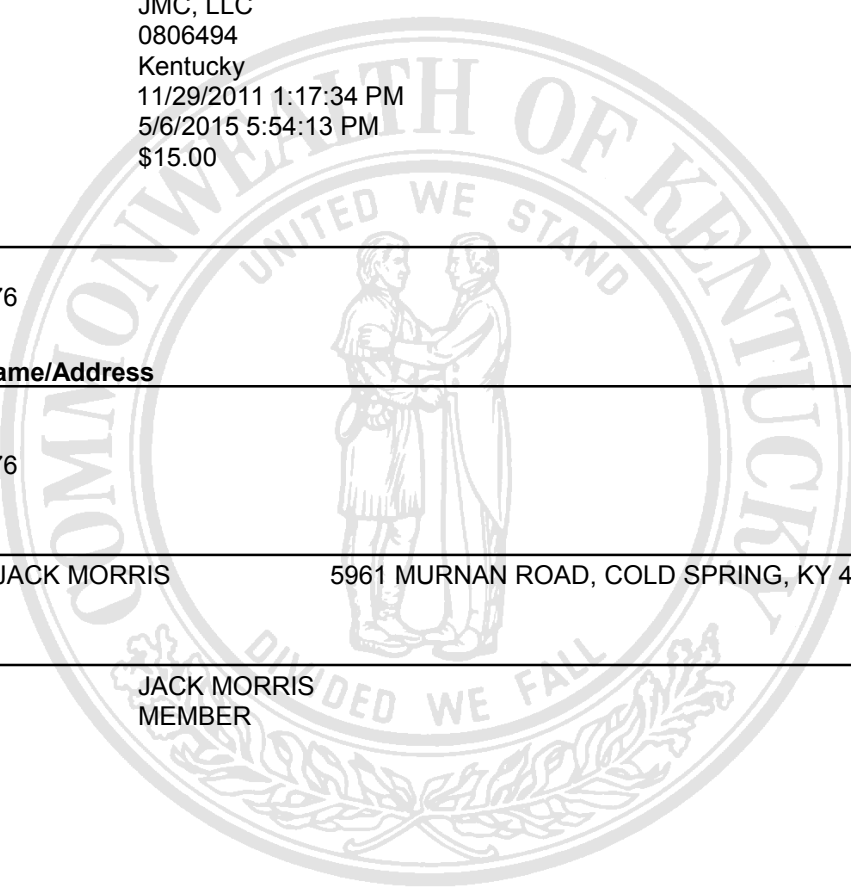 JMC, LLC
0806494
Kentucky
11/29/2011 1:17:34 PM
5/6/2015 5:54:13 PM
$15.00
76
ame/Address
76
JACK MORRIS 5961 MURNAN ROAD, COLD SPRING, KY 4
JACK MORRIS
MEMBER
COMMONWEALTH OF KENTUCKY
UNITED WE STAND
DIVIDED WE FALL